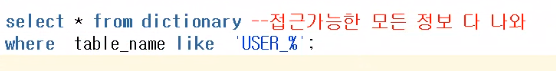 select * from dictionary --접근가능한 모든 정보 다 나와
where  table_name like  'USER_%';